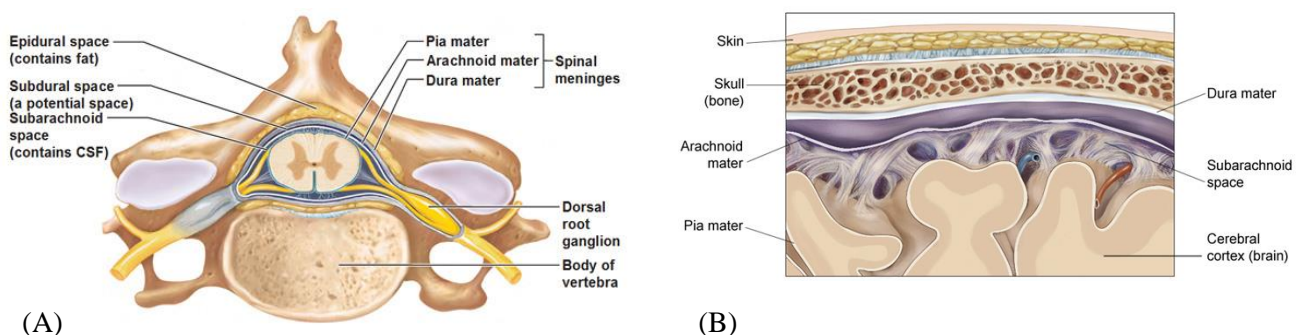 Epidural space
(contains fat)
Subdural space
(a potential space)
Subarachnoid
space
(contains CSF)
Pia mater
Arachnoid mater
Dura mater
Spinal
meninges
Dorsal
root
ganglion
Body of
vertebra
(A)
Skin
Skull
(bone)
Arachnoid
mater
Pia mater
Dura mater
Subarachnoid
space
Cerebral
cortex (brain)
(B)